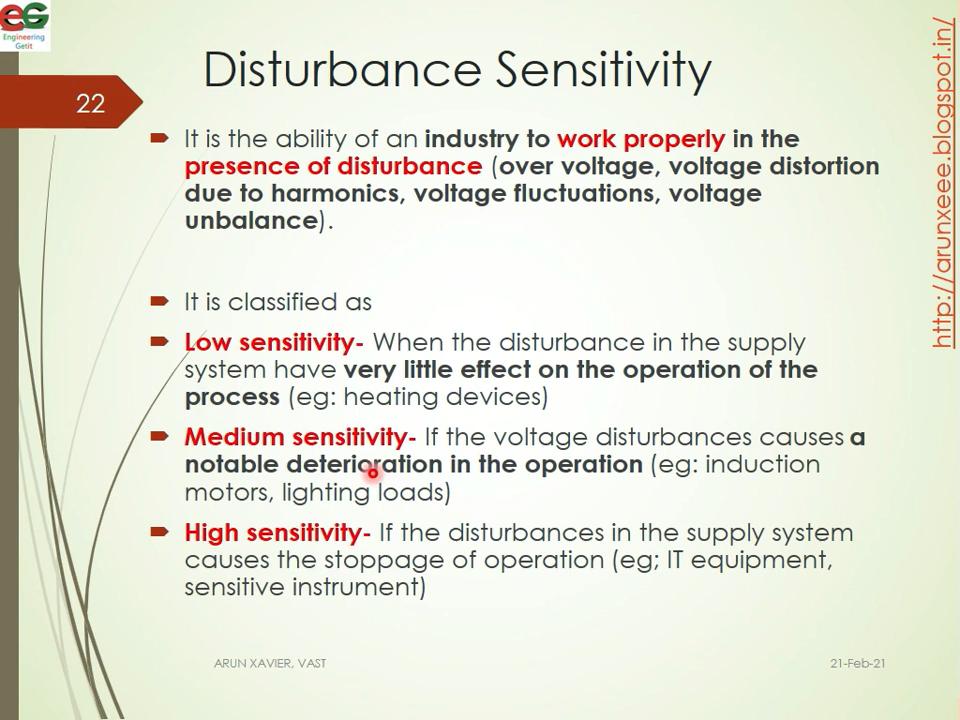 EG
Engineering
Getit
Disturbance Sensitivity
22
It is the ability of an industry to work properly in the
presence of disturbance (over voltage, voltage distortion
due to harmonics, voltage fluctuations, voltage
unbalance).
It is classified as
Low sensitivity- When the disturbance in the supply
system have very little effect on the operation of the
process (eg: heating devices)
Medium sensitivity- If the voltage disturbances causes a
notable deterioration in the operation (eg: induction
motors, lighting loads)
High sensitivity- If the disturbances in the supply system
causes the stoppage of operation (eg; IT equipment,
sensitive instrument)
ARUN XAVIER, VAST
21-Feb-21
http://arunxeee.blogspot.in/